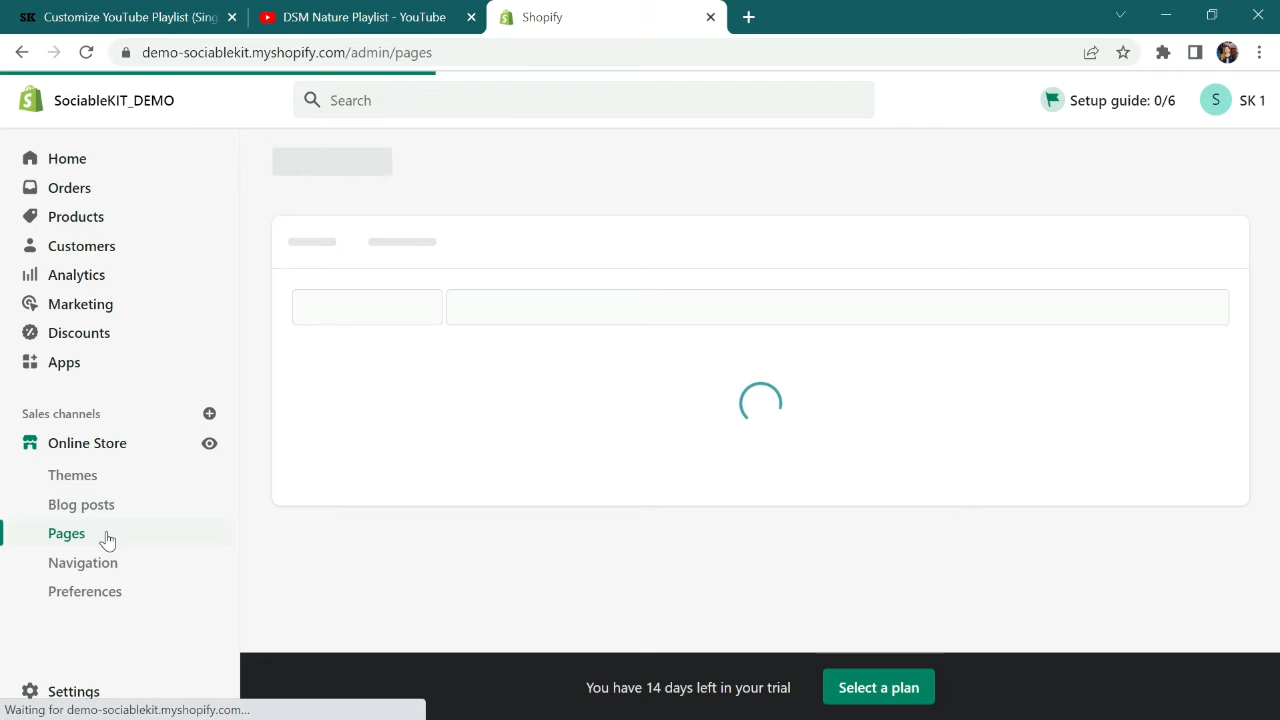 SK Customize YouTube Playlist (Sing
DSM Nature Playlist - YouTube
Shopify
demo-sociablekit.myshopify.com/admin/pages
SociableKIT_DEMO
Search
Setup guide: 0/6
S
SK 1
Home
Orders
Products
Customers
Analytics
Marketing
Discounts
Apps
Sales channels
Online Store
Themes
Blog posts
Pages
Navigation
Preferences
Settings
You have 14 days left in your trial
Select a plan
Waiting for demo-sociablekit.myshopify.com...